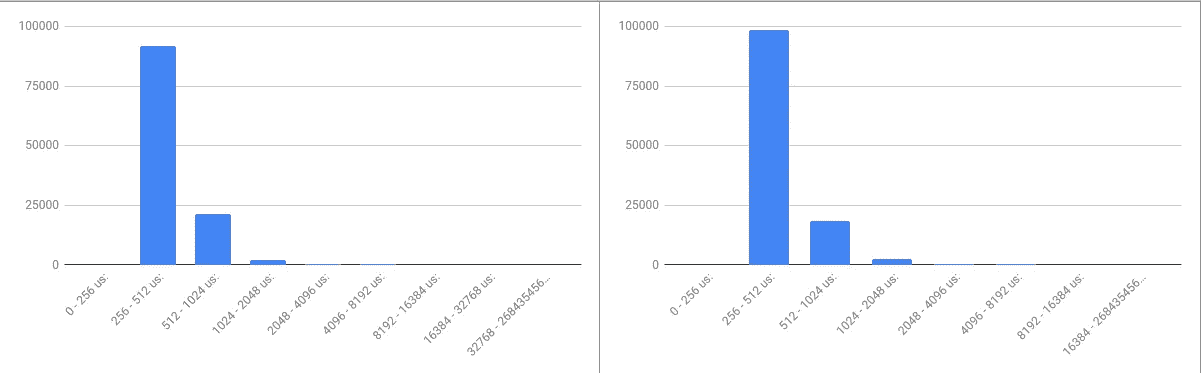 100000
75000
50000
25000
0
0 - 256 us:
256 - 512 us:
512 - 1024 us:
1024 - 2048 us:
2048 - 4096 us:
4096 - 8192 us:
8192 - 16384 us:
16384 - 32768 us:
32768 - 268435456...
100000
75000
50000
25000
0
0 - 256 us:
256 - 512 us:
512 - 1024 us:
1024 - 2048 us:
2048 - 4096 us:
4096 - 8192 us:
8192 - 16384 us:
16384 - 268435456...